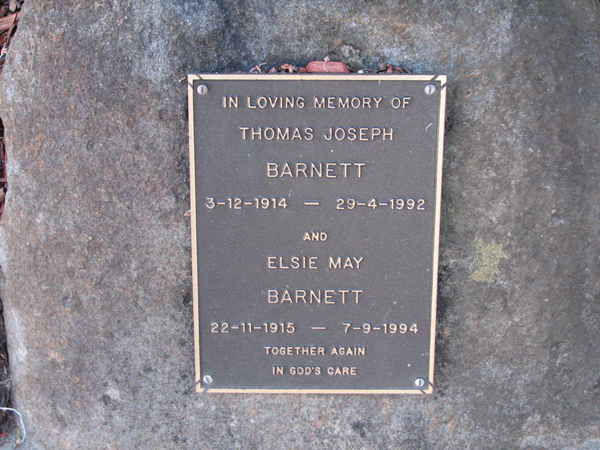 IN LOVING MEMORY OF
THOMAS JOSEPH
BARNETT
3-12-1914 — 29-4-1992
AND
ELSIE MAY
BARNETT
22-11-1915 — 7-9-1994
TOGETHER AGAIN
IN GOD'S CARE